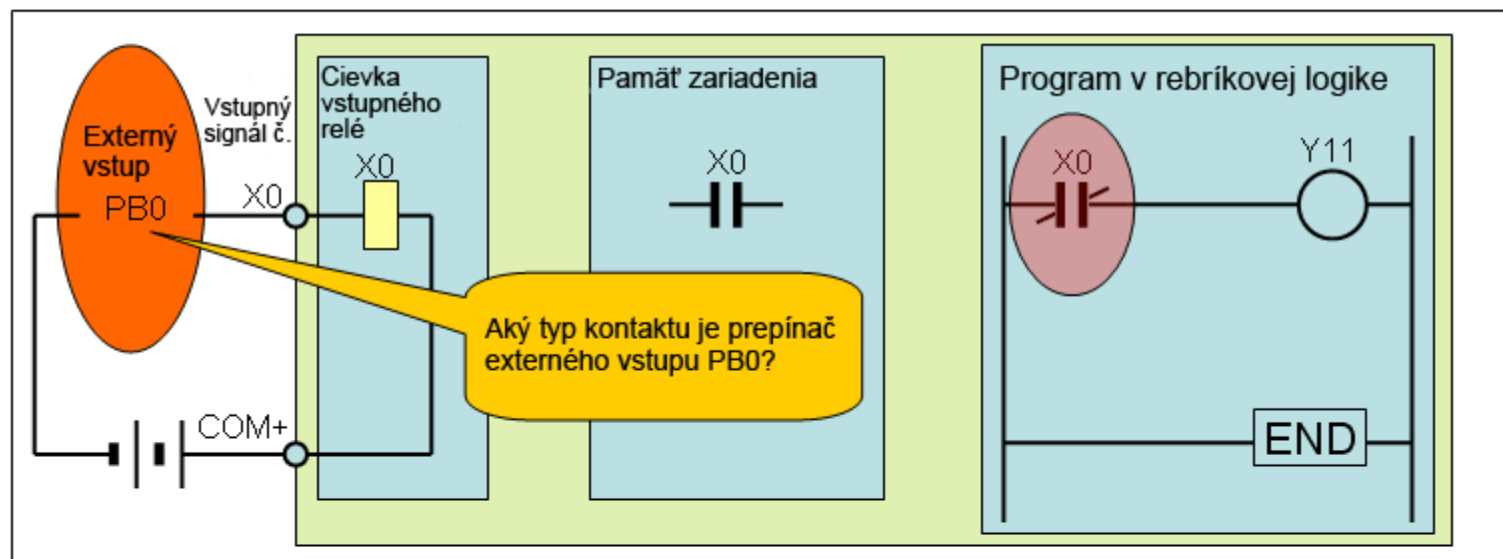 Externý
vstup
PB0
Vstupný
signál č.
X0
COM+
Cievka
vstupného
relé
X0
Pamäť zariadenia
X0
Aký typ kontaktu je prepínač
externého vstupu PB0?
Program v rebríkovej logike
X0
Y11
END